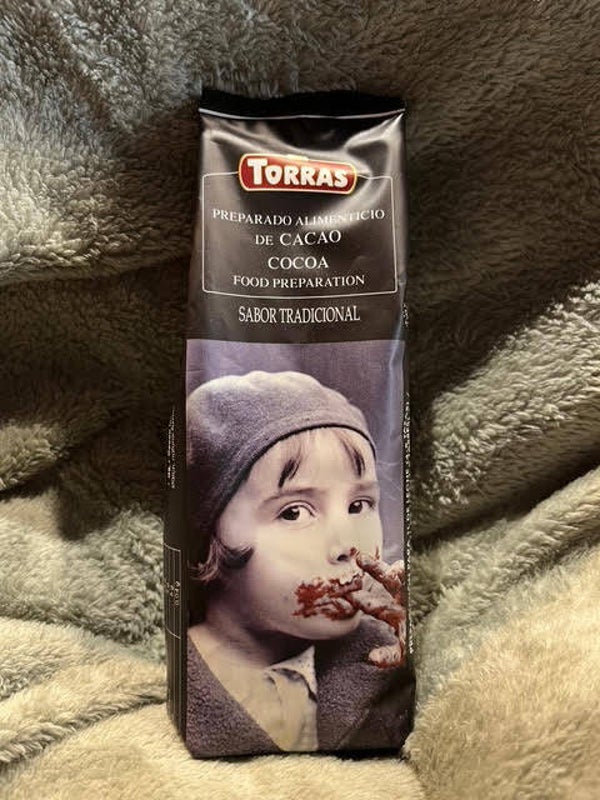 TORRAS
PREPARADO ALIMENTICIO
DE CACAO
COCOA
FOOD PREPARATION
SABOR TRADICIONAL